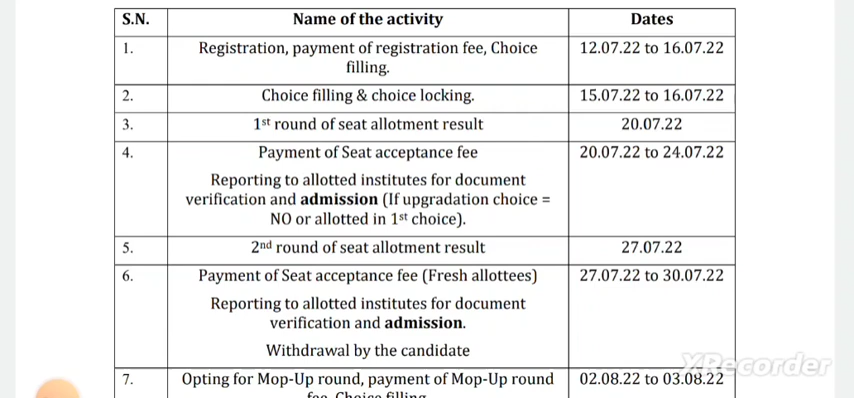 S.N. Name of the activity Dates
1. Registration, payment of registration fee, Choice 12.07.22 to 16.07.22
filling.
2. Choice filling & choice locking. 15.07.22 to 16.07.22
3. 1st round of seat allotment result 20.07.22
4. Payment of Seat acceptance fee 20.07.22 to 24.07.22
Reporting to allotted institutes for document
verification and admission (If upgradation choice =
NO or allotted in 1st choice).
5. 2nd round of seat allotment result 27.07.22
6. Payment of Seat acceptance fee (Fresh allottees) 27.07.22 to 30.07.22
Reporting to allotted institutes for document
verification and admission.
Withdrawal by the candidate
XRecorder
7. Opting for Mop-Up round, payment of Mop-Up round 02.08.22 to 03.08.22
fee, Choice filling